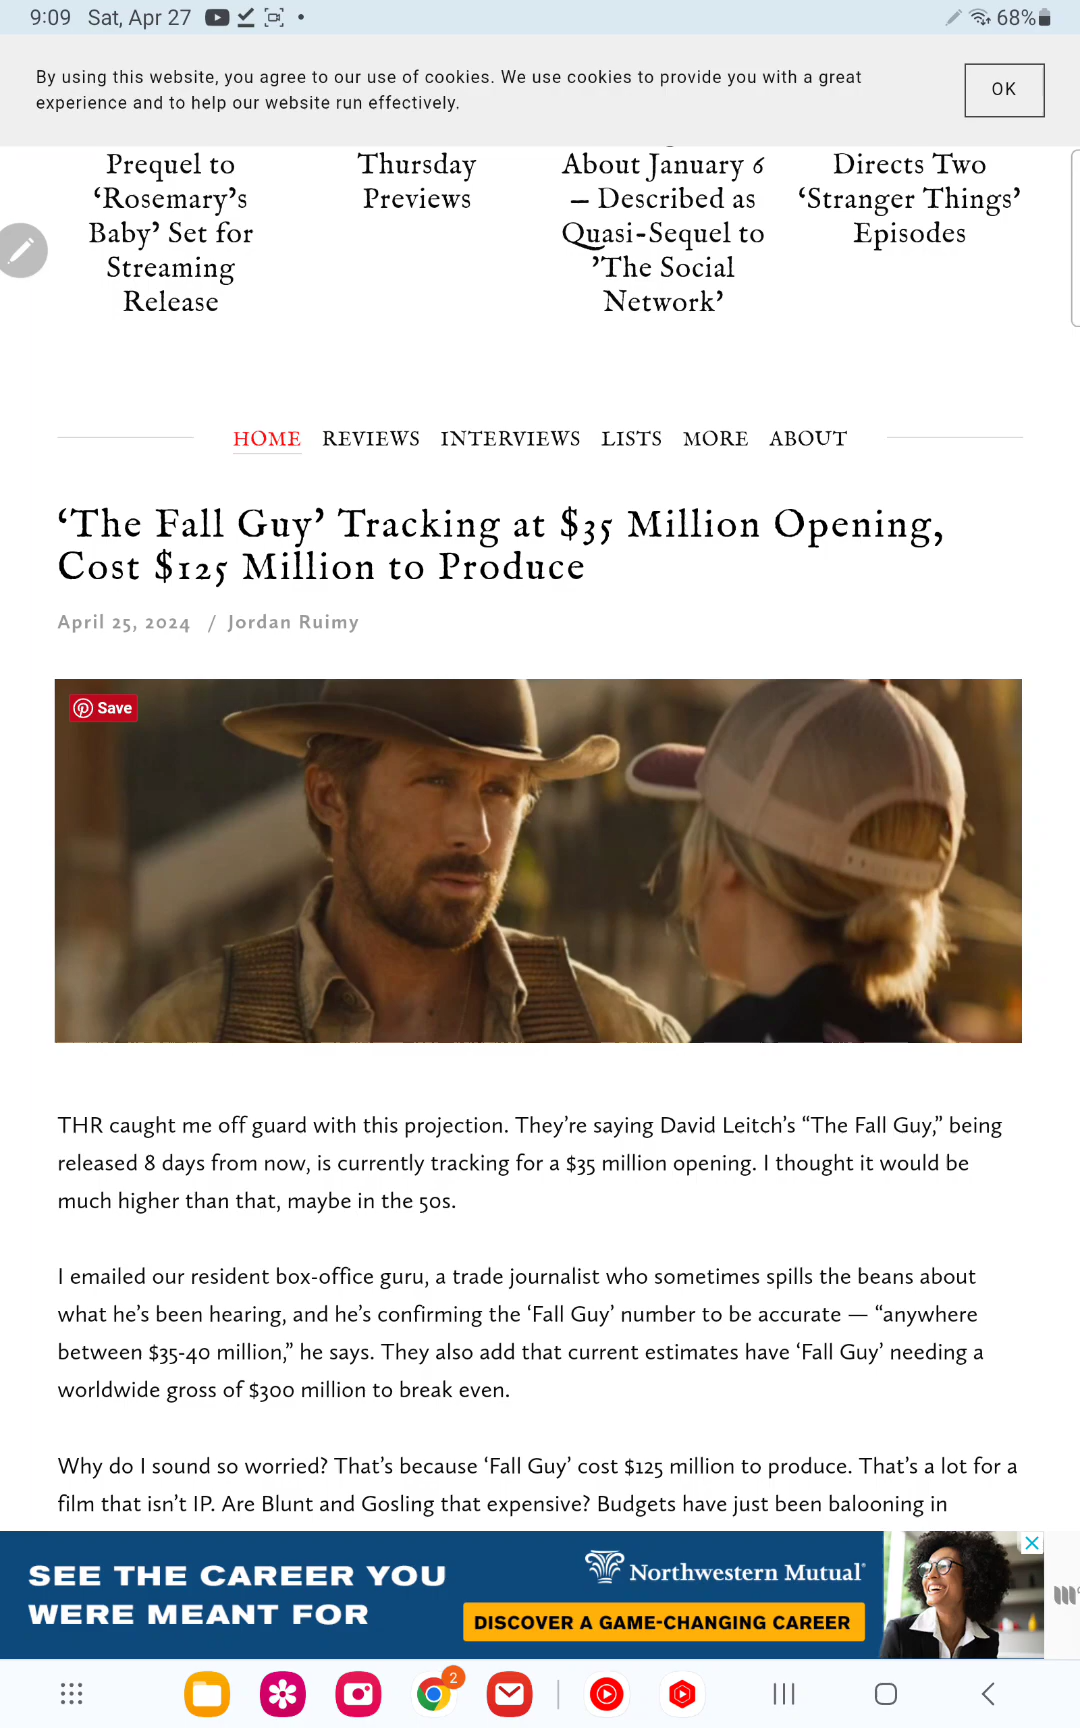 9:09 Sat, Apr 27
68%
By using this website, you agree to our use of cookies. We use cookies to provide you with a great
experience and to help our website run effectively.
OK
Prequel to
‘Rosemary’s
Baby’ Set for
Streaming
Release
Thursday
Previews
About January 6
– Described as
Quasi-Sequel to
’The Social
Network’
Directs Two
‘Stranger Things’
Episodes
HOME REVIEWS INTERVIEWS LISTS MORE ABOUT
‘The Fall Guy’ Tracking at $35 Million Opening,
Cost $125 Million to Produce
April 25, 2024 / Jordan Ruimy
Save
THR caught me off guard with this projection. They’re saying David Leitch’s “The Fall Guy,” being
released 8 days from now, is currently tracking for a $35 million opening. I thought it would be
much higher than that, maybe in the 50s.
I emailed our resident box-office guru, a trade journalist who sometimes spills the beans about
what he’s been hearing, and he’s confirming the ‘Fall Guy’ number to be accurate — “anywhere
between $35-40 million,” he says. They also add that current estimates have ‘Fall Guy’ needing a
worldwide gross of $300 million to break even.
Why do I sound so worried? That’s because ‘Fall Guy’ cost $125 million to produce. That’s a lot for a
film that isn’t IP. Are Blunt and Gosling that expensive? Budgets have just been balooning in
SEE THE CAREER YOU
WERE MEANT FOR
Northwestern Mutual®
DISCOVER A GAME-CHANGING CAREER
2